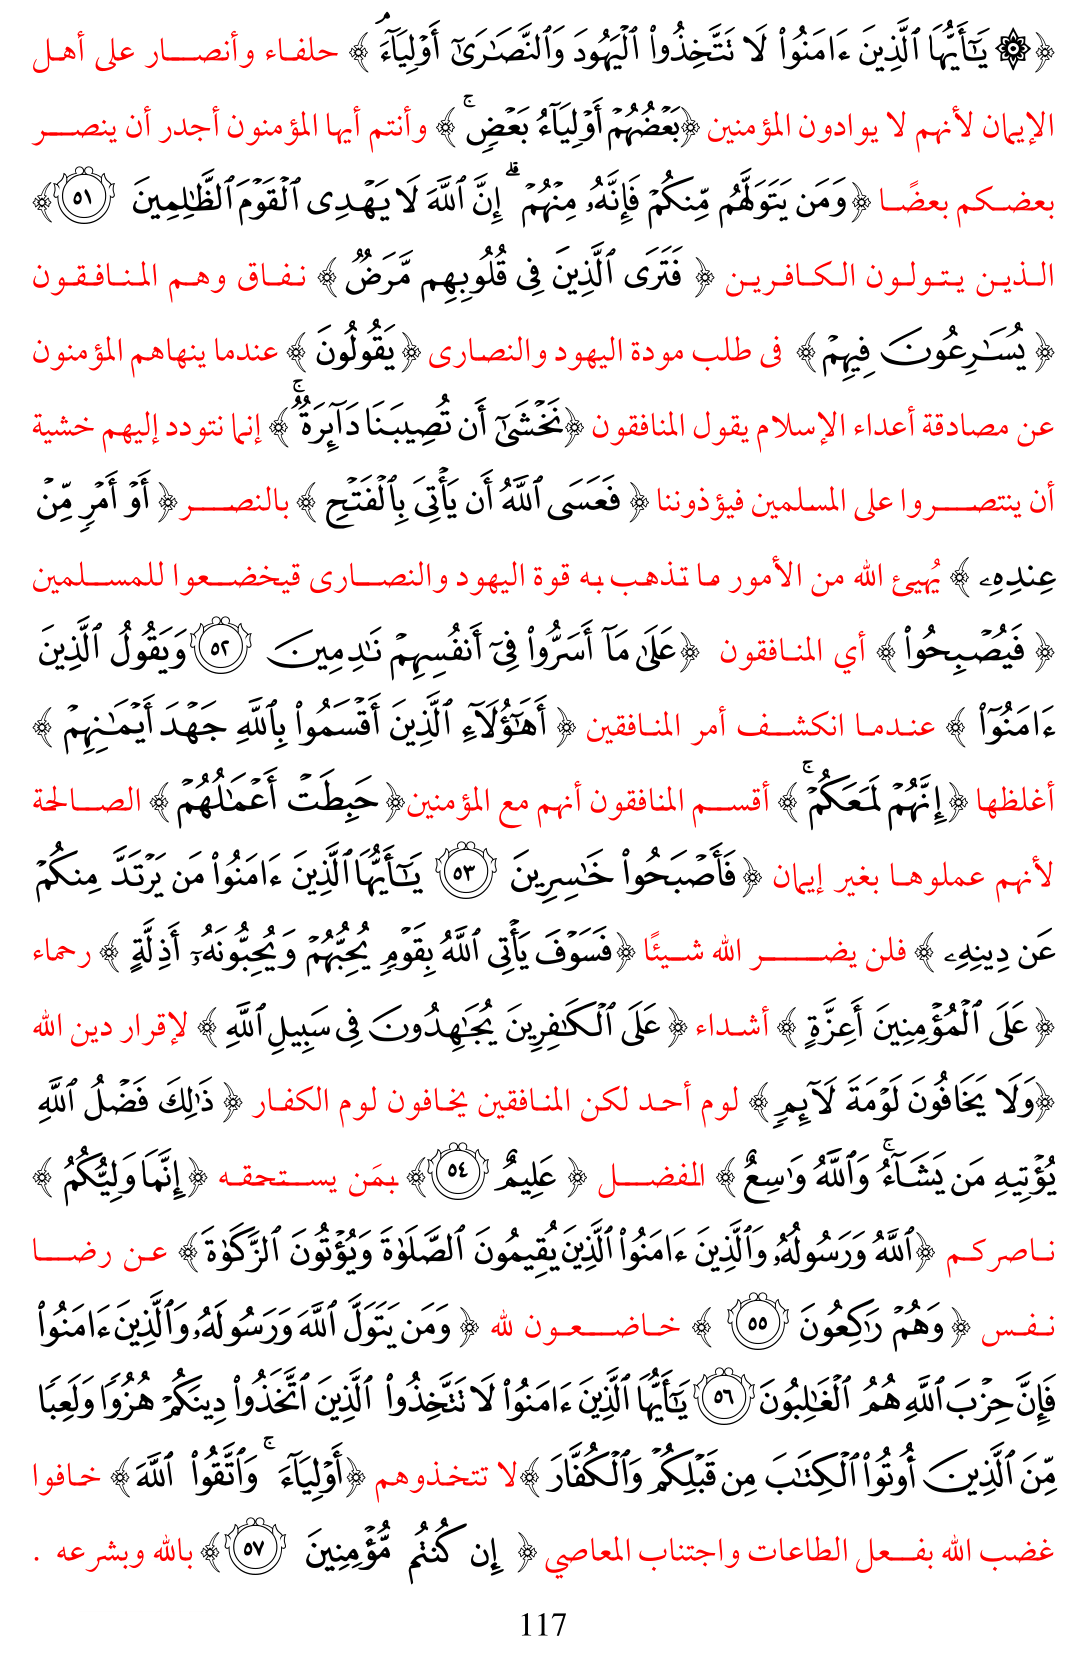 ﴿ ۞ يَٰٓأَيُّهَا ٱلَّذِينَ ءَامَنُوا۟ لَا تَتَّخِذُوا۟ ٱلْيَهُودَ وَٱلنَّصَٰرَىٰٓ أَوْلِيَآءَ ۘ ﴾ حلفاء وأنصار على أهل
الإيمان لأنهم لا يوادون المؤمنين ﴿بَعْضُهُمْ أَوْلِيَآءُ بَعْضٍ ۚ ﴾ وأنتم أيها المؤمنون أجدر أن ينصر
بعضكم بعضًا ﴿وَمَن يَتَوَلَّهُم مِّنكُمْ فَإِنَّهُۥ مِنْهُمْ ۗ إِنَّ ٱللَّهَ لَا يَهْدِى ٱلْقَوْمَ ٱلظَّٰلِمِينَ ٥١﴾
الذين يتولون الكافرين ﴿ فَتَرَى ٱلَّذِينَ فِى قُلُوبِهِم مَّرَضٌ ﴾ نفاق وهم المنافقون
﴿ يُسَٰرِعُونَ فِيهِمْ ﴾ فى طلب مودة اليهود والنصارى ﴿ يَقُولُونَ ﴾ عندما ينهاهم المؤمنون
عن مصادقة أعداء الإسلام يقول المنافقون ﴿نَخْشَىٰٓ أَن تُصِيبَنَا دَآئِرَةٌ ۚ ﴾ إنما نتودد إليهم خشية
أن ينتصروا على المسلمين فيؤذوننا ﴿ فَعَسَى ٱللَّهُ أَن يَأْتِىَ بِٱلْفَتْحِ ﴾ بالنصر ﴿ أَوْ أَمْرٍ مِّنْ
عِندِهِۦ ﴾ يُهيئ الله من الأمور ما تذهب به قوة اليهود والنصارى قيخضعوا للمسلمين
﴿ فَيُصْبِحُوا۟ ﴾ أي المنافقون ﴿عَلَىٰ مَآ أَسَرُّوا۟ فِىٓ أَنفُسِهِمْ نَٰدِمِينَ ٥٢ وَيَقُولُ ٱلَّذِينَ
ءَامَنُوٓا۟ ﴾ عندما انكشف أمر المنافقين ﴿ أَهَٰٓؤُلَآءِ ٱلَّذِينَ أَقْسَمُوا۟ بِٱللَّهِ جَهْدَ أَيْمَٰنِهِمْ ﴾
أغلظها ﴿إِنَّهُمْ لَمَعَكُمْ ۚ ﴾ أقسم المنافقون أنهم مع المؤمنين﴿ حَبِطَتْ أَعْمَٰلُهُمْ ﴾ الصالحة
لأنهم عملوها بغير إيمان ﴿ فَأَصْبَحُوا۟ خَٰسِرِينَ ٥٣ يَٰٓأَيُّهَا ٱلَّذِينَ ءَامَنُوا۟ مَن يَرْتَدَّ مِنكُمْ
عَن دِينِهِۦ ﴾ فلن يضر الله شيئًا ﴿فَسَوْفَ يَأْتِى ٱللَّهُ بِقَوْمٍ يُحِبُّهُمْ وَيُحِبُّونَهُۥٓ أَذِلَّةٍ ﴾ رحماء
﴿ عَلَى ٱلْمُؤْمِنِينَ أَعِزَّةٍ ﴾ أشداء ﴿ عَلَى ٱلْكَٰفِرِينَ يُجَٰهِدُونَ فِى سَبِيلِ ٱللَّهِ ﴾ لإقرار دين الله
﴿وَلَا يَخَافُونَ لَوْمَةَ لَآئِمٍ ﴾ لوم أحد لكن المنافقين يخافون لوم الكفار ﴿ ذَٰلِكَ فَضْلُ ٱللَّهِ
يُؤْتِيهِ مَن يَشَآءُ ۚ وَٱللَّهُ وَٰسِعٌ ﴾ المفضل ﴿ عَلِيمٌ ٥٤ ﴾ بمَن يستحقه ﴿ إِنَّمَا وَلِيُّكُمُ ﴾
ناصركم ﴿ٱللَّهُ وَرَسُولُهُۥ وَٱلَّذِينَ ءَامَنُوا۟ ٱلَّذِينَ يُقِيمُونَ ٱلصَّلَوٰةَ وَيُؤْتُونَ ٱلزَّكَوٰةَ ﴾ عن رضا
نفس ﴿ وَهُمْ رَٰكِعُونَ ٥٥ ﴾ خاضعون لله ﴿ وَمَن يَتَوَلَّ ٱللَّهَ وَرَسُولَهُۥ وَٱلَّذِينَ ءَامَنُوا۟
فَإِنَّ حِزْبَ ٱللَّهِ هُمُ ٱلْغَٰلِبُونَ ٥٦ يَٰٓأَيُّهَا ٱلَّذِينَ ءَامَنُوا۟ لَا تَتَّخِذُوا۟ ٱلَّذِينَ ٱتَّخَذُوا۟ دِينَكُمْ هُزُوًا وَلَعِبًا
مِّنَ ٱلَّذِينَ أُوتُوا۟ ٱلْكِتَٰبَ مِن قَبْلِكُمْ وَٱلْكُفَّارَ ﴾لا تتخذوهم ﴿أَوْلِيَآءَ ۚ وَٱتَّقُوا۟ ٱللَّهَ ﴾ خافوا
غضب الله بفعل الطاعات واجتناب المعاصي ﴿ إِن كُنتُم مُّؤْمِنِينَ ٥٧ ﴾ بالله وبشرعه .
117